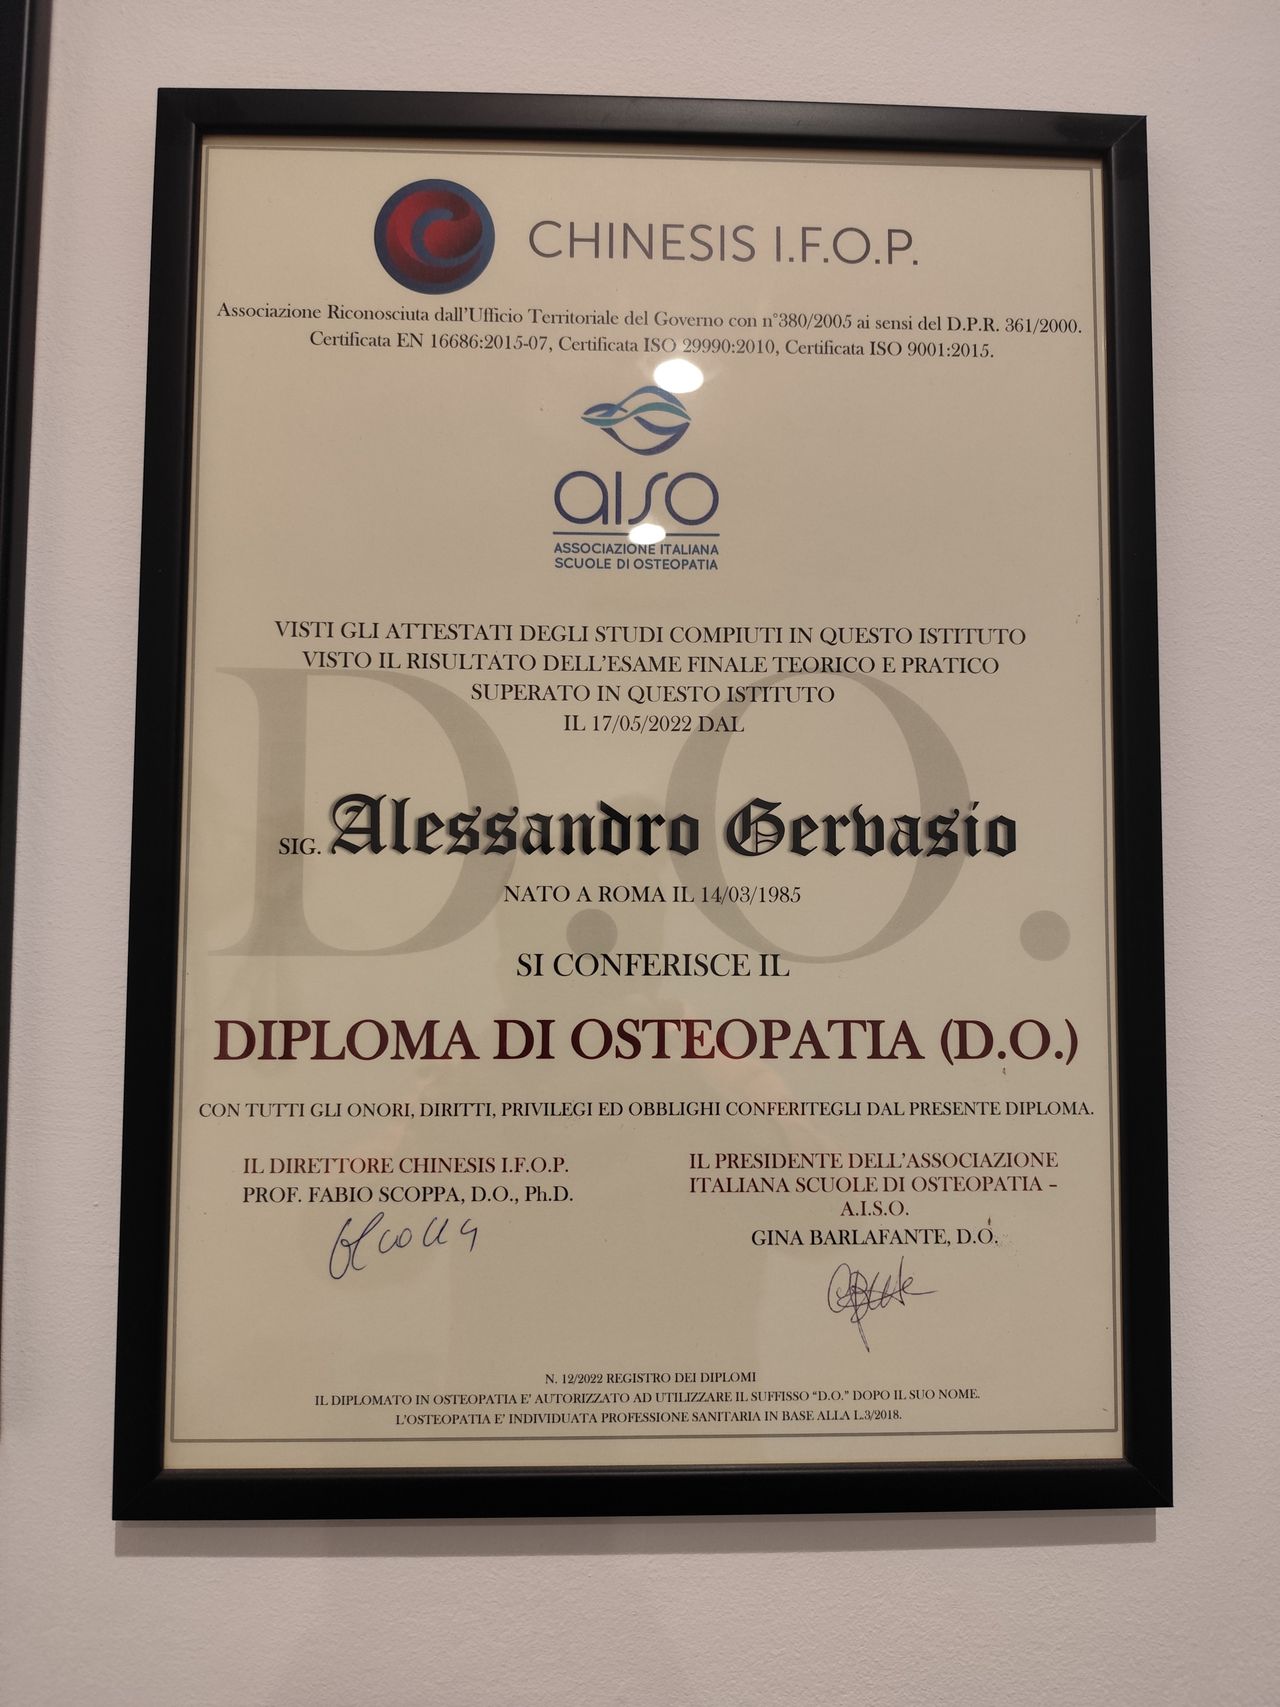 CHINESIS I.F.O.P.
Associazione Riconosciuta dall'Ufficio Territoriale del Governo con n°380/2005 ai sensi del D.P.R. 361/2000.
Certificata EN 16686:2015-07, Certificata ISO 29990:2010, Certificata ISO 9001:2015.
aiso
ASSOCIAZIONE ITALIANA
SCUOLE DI OSTEOPATIA
VISTI GLI ATTESTATI DEGLI STUDI COMPIUTI IN QUESTO ISTITUTO
VISTO IL RISULTATO DELL'ESAME FINALE TEORICO E PRATICO
SUPERATO IN QUESTO ISTITUTO
IL 17/05/2022 DAL
D.O.
SIG. Alessandro Gervasio
NATO A ROMA IL 14/03/1985
SI CONFERISCE IL
DIPLOMA DI OSTEOPATIA (D.O.)
CON TUTTI GLI ONORI, DIRITTI, PRIVILEGI ED OBBLIGHI CONFERITEGLI DAL PRESENTE DIPLOMA.
IL DIRETTORE CHINESIS I.F.O.P.
PROF. FABIO SCOPPA, D.O., Ph.D.
IL PRESIDENTE DELL'ASSOCIAZIONE
ITALIANA SCUOLE DI OSTEOPATIA –
A.I.S.O.
GINA BARLAFANTE, D.O.
N. 12/2022 REGISTRO DEI DIPLOMI
IL DIPLOMATO IN OSTEOPATIA E' AUTORIZZATO AD UTILIZZARE IL SUFFISSO "D.O." DOPO IL SUO NOME.
L'OSTEOPATIA E' INDIVIDUATA PROFESSIONE SANITARIA IN BASE ALLA L.3/2018.